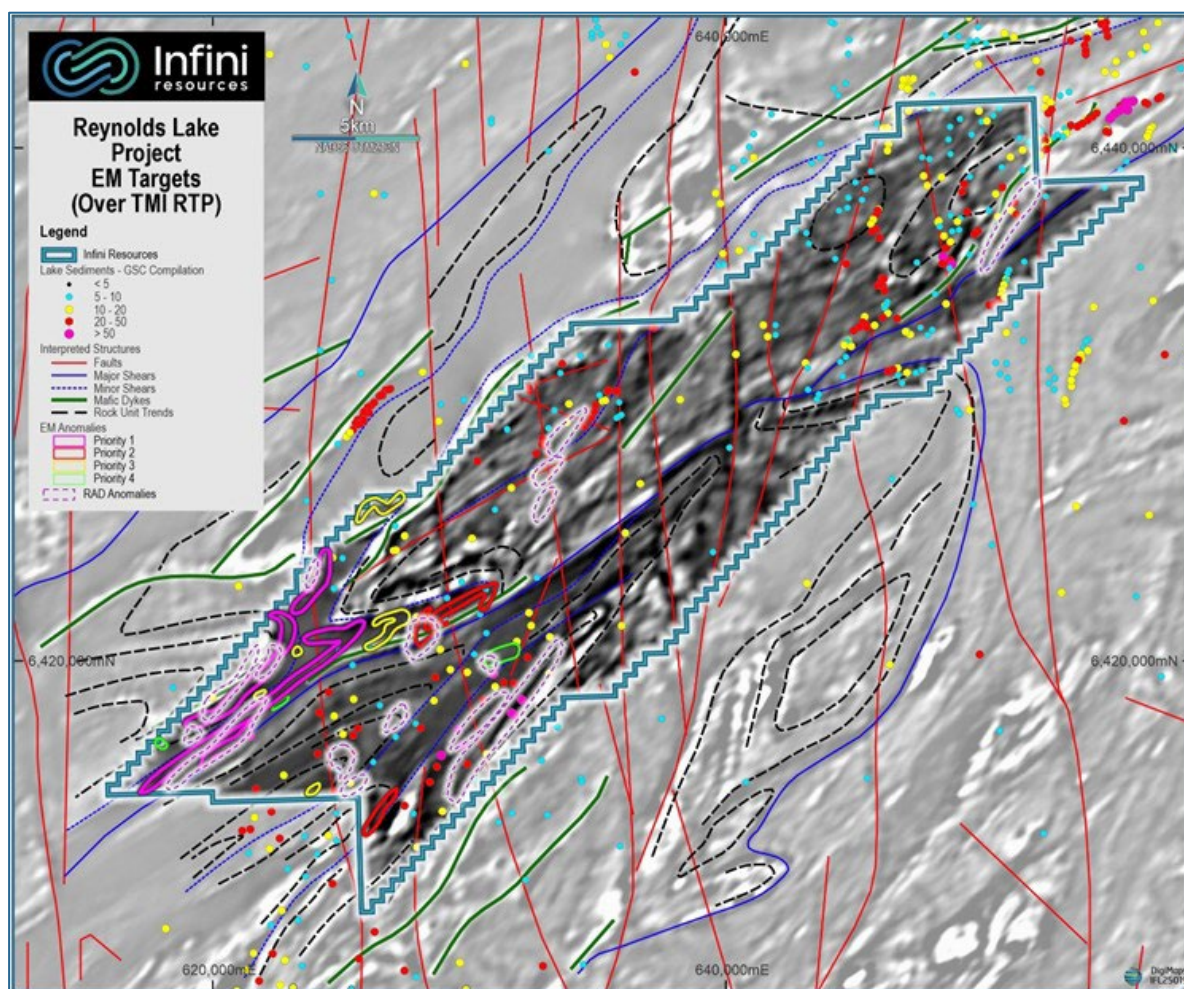 Infini
resources
Reynolds Lake
Project
EM Targets
(Over TMI RTP)
Legend
Infini Resources
Lake Sediments - GSC Compilation
< 5
5 - 10
10 - 20
20 - 50
> 50
Interpreted Structures
Faults
Major Shears
Minor Shears
Mafic Dykes
Rock Unit Trends
EM Anomalies
Priority 1
Priority 2
Priority 3
Priority 4
RAD Anomalies
N
5km
640,000mE
6,440,000mN
6,420,000mN
6,420,000mN
620,000mE
640,000mE
DigiMaps